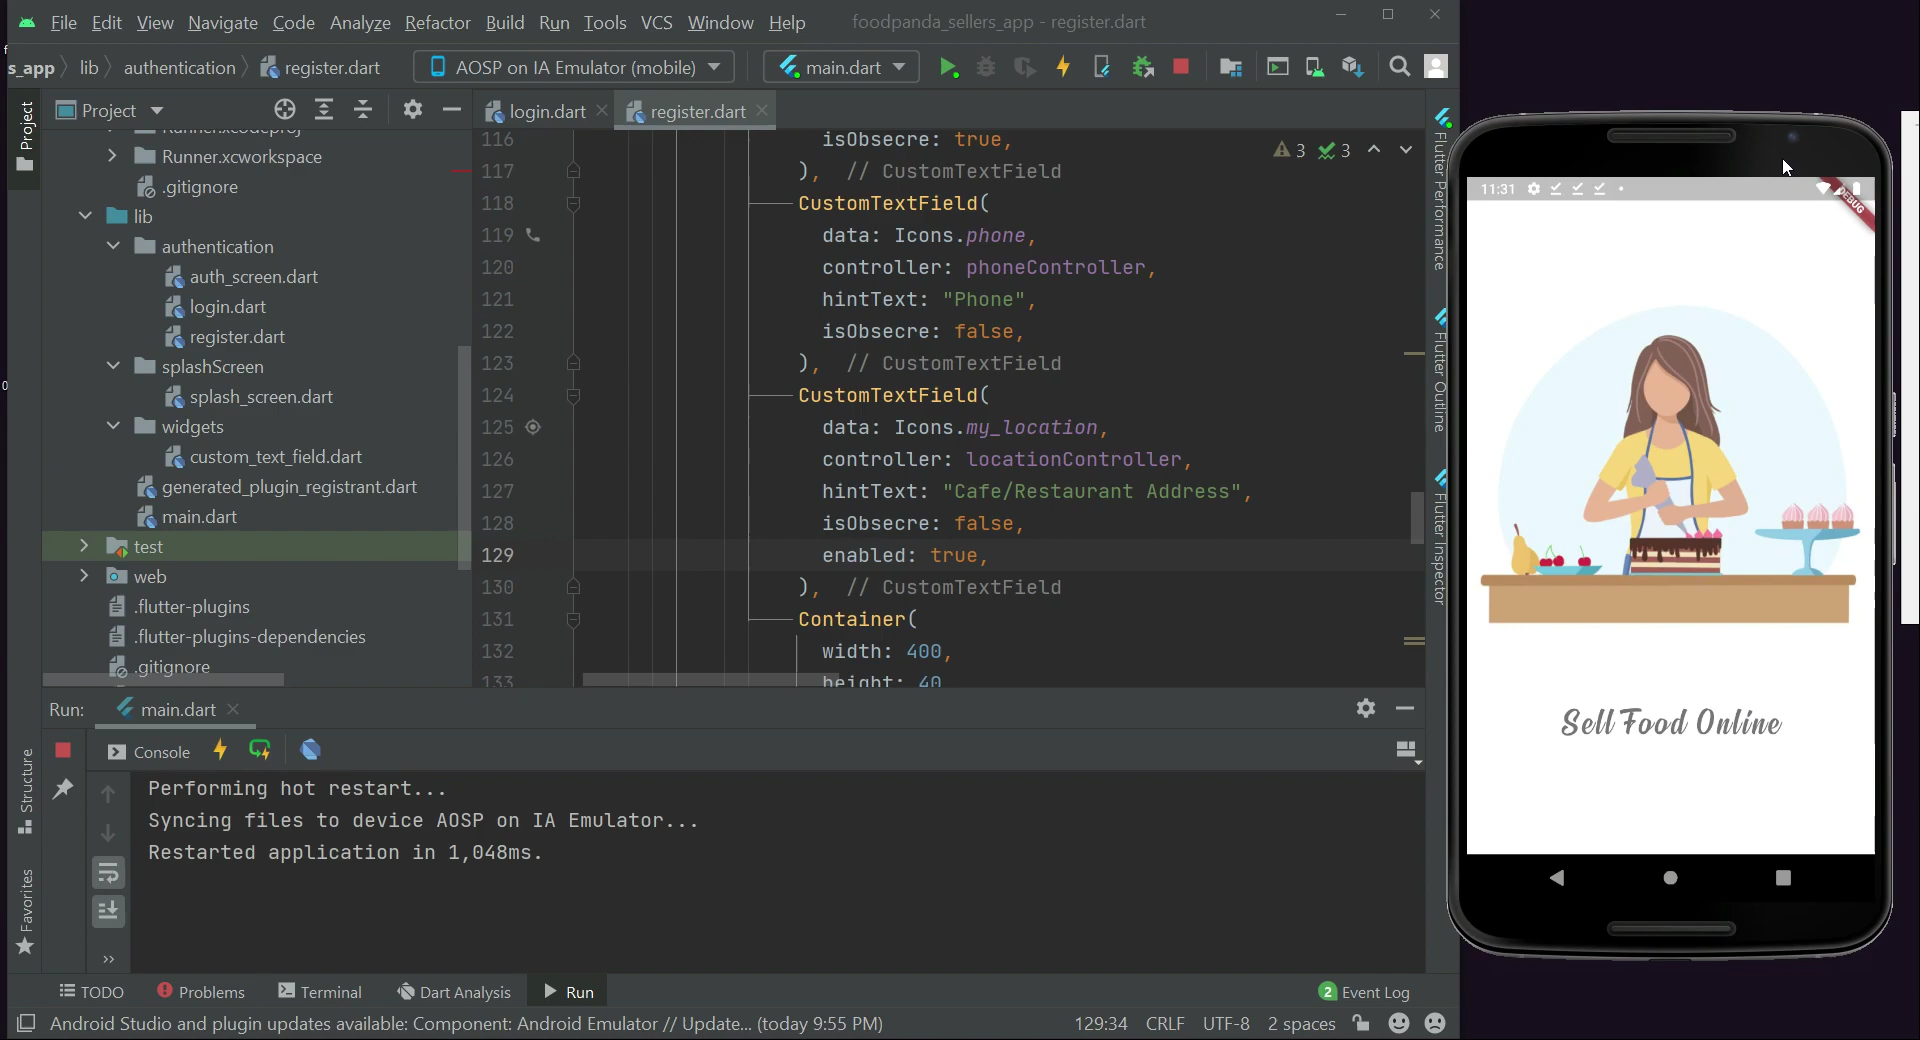 File Edit View Navigate Code Analyze Refactor Build Run Tools VCS Window Help foodpanda_sellers_app - register.dart
s_app lib authentication register.dart AOSP on IA Emulator (mobile) main.dart
Project
Project
login.dart
register.dart
Runner.xcodeproj
Runner.xcworkspace
.gitignore
lib
authentication
auth_screen.dart
login.dart
register.dart
splashScreen
splash_screen.dart
widgets
custom_text_field.dart
generated_plugin_registrant.dart
main.dart
test
web
.flutter-plugins
.flutter-plugins-dependencies
.gitignore
3 3
116 isObsecre: true,
117 ), // CustomTextField
118 CustomTextField(
119 data: Icons.phone,
120 controller: phoneController,
121 hintText: "Phone",
122 isObsecre: false,
123 ), // CustomTextField
124 CustomTextField(
125 data: Icons.my_location,
126 controller: locationController,
127 hintText: "Cafe/Restaurant Address",
128 isObsecre: false,
129 enabled: true,
130 ), // CustomTextField
131 Container(
132 width: 400,
133 height: 40
Flutter Performance
Flutter Outline
Flutter Inspector
11:31
DEBUG
Sell Food Online
Run: main.dart
Console
Performing hot restart...
Syncing files to device AOSP on IA Emulator...
Restarted application in 1,048ms.
Structure
Favorites
TODO Problems Terminal Dart Analysis Run 2 Event Log
Android Studio and plugin updates available: Component: Android Emulator // Update... (today 9:55 PM) 129:34 CRLF UTF-8 2 spaces